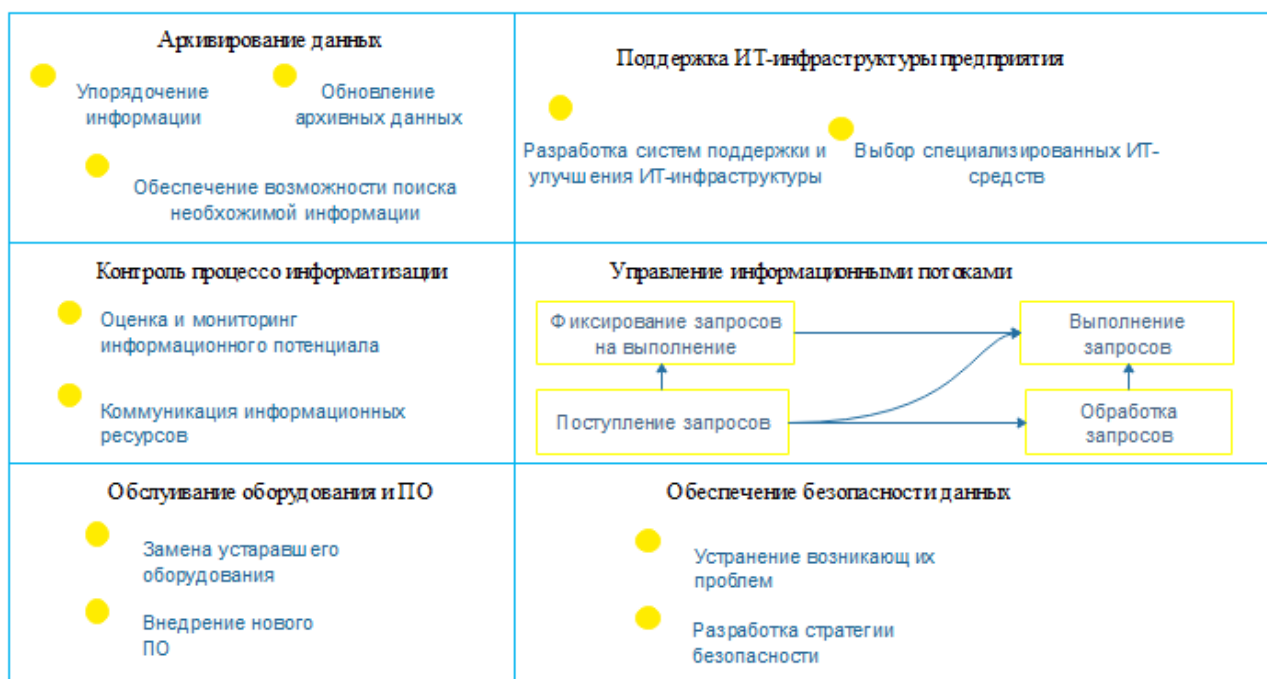 Архивирование данных
Упорядочение
информации
Обновление
архивных данных
Обеспечение возможности поиска
необхожимой информации
Поддержка ИТ-инфраструктуры предприятия
Разработка систем поддержки и
улучшения ИТ-инфраструктуры
Выбор специализированных ИТ-
средств
Контроль процессо информатизации
Оценка и мониторинг
информационного потенциала
Коммуникация информационных
ресурсов
Управление информационными потоками
Фиксирование запросов
на выполнение
Выполнение
запросов
Поступление запросов
Обработка
запросов
Обслуивание оборудования и ПО
Замена устаравшего
оборудования
Внедрение нового
ПО
Обеспечение безопасности данных
Устранение возникающих
проблем
Разработка стратегии
безопасности